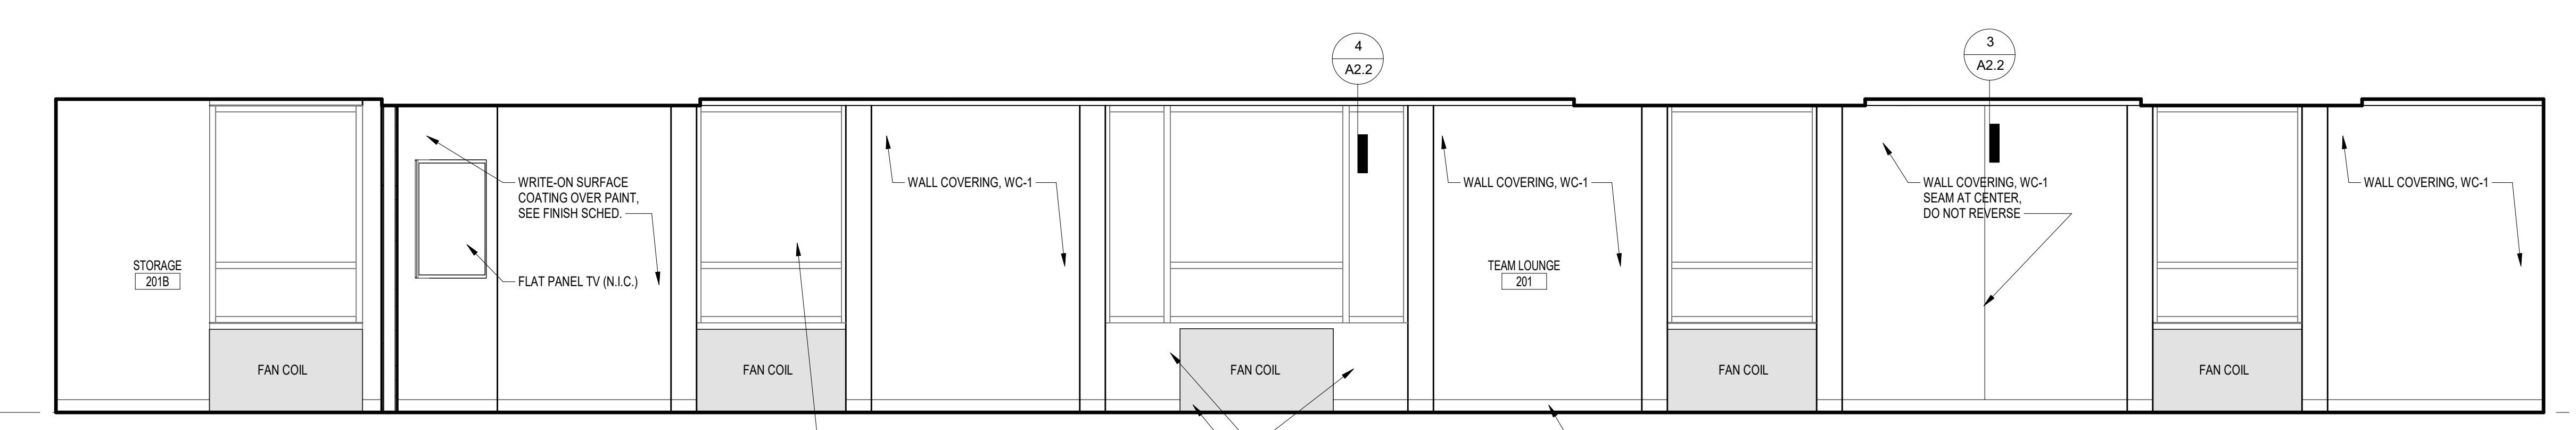 4
A2.2
3
A2.2
WRITE-ON SURFACE
COATING OVER PAINT,
SEE FINISH SCHED.
WALL COVERING, WC-1
WALL COVERING, WC-1
WALL COVERING, WC-1
SEAM AT CENTER,
DO NOT REVERSE
WALL COVERING, WC-1
STORAGE
201B
FLAT PANEL TV (N.I.C.)
TEAM LOUNGE
201
FAN COIL
FAN COIL
FAN COIL
FAN COIL
FAN COIL